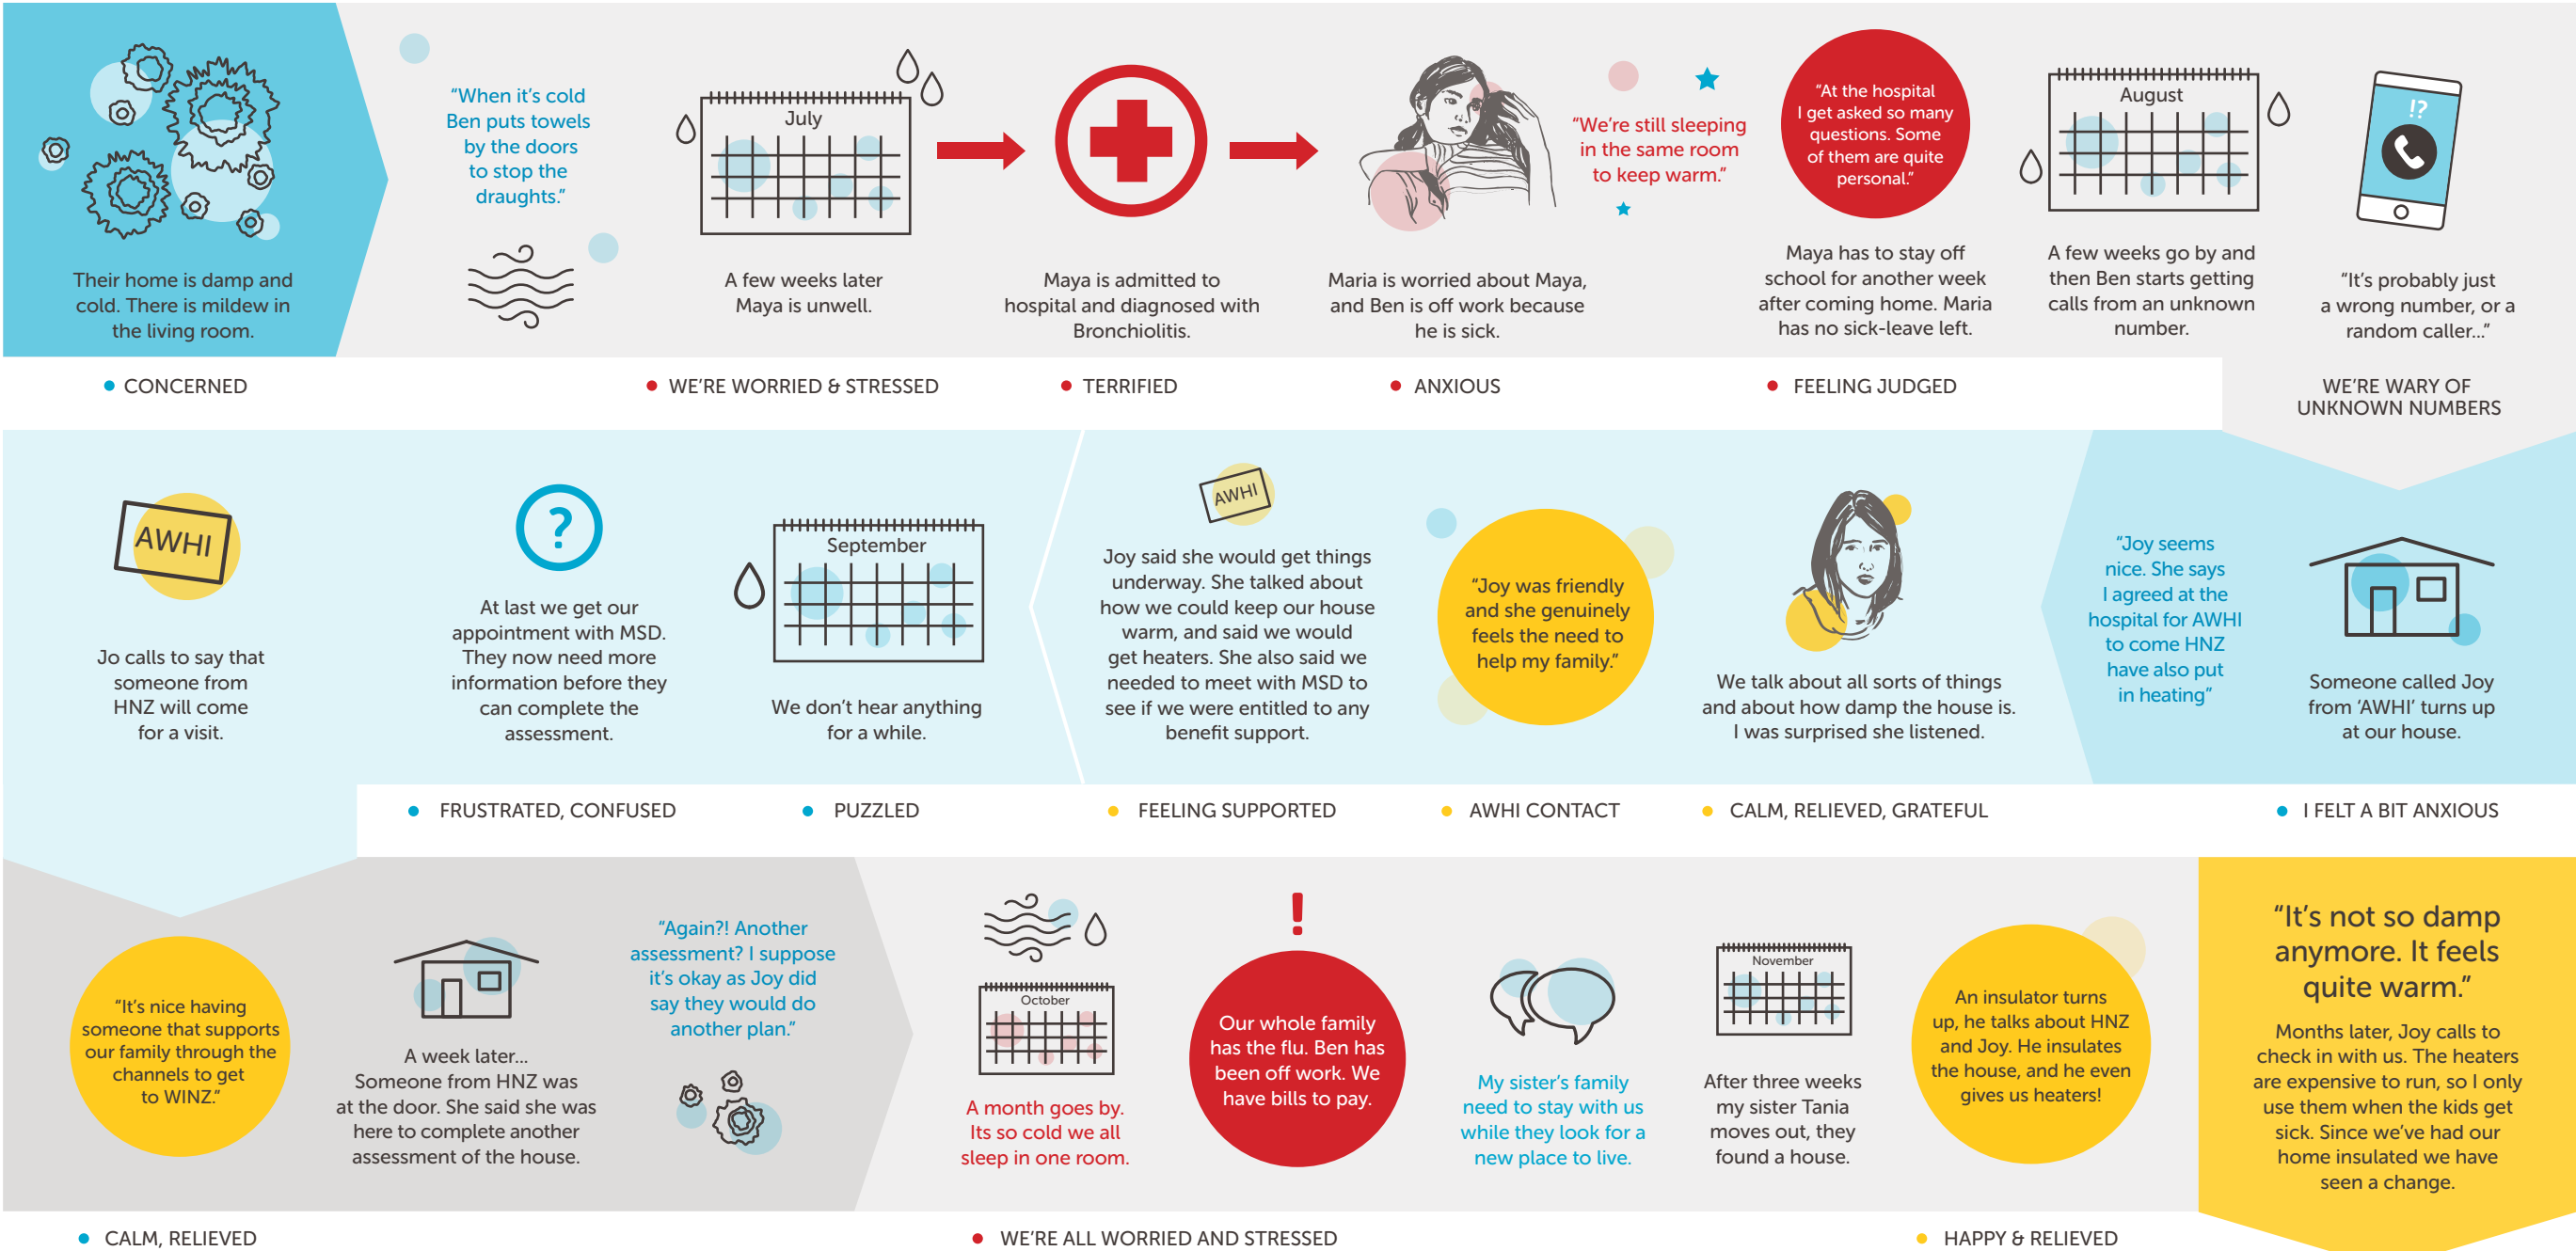 Their home is damp and
cold. There is mildew in
the living room.
“When it’s cold
Ben puts towels
by the doors
to stop the
draughts.”
July
A few weeks later
Maya is unwell.
Maya is admitted to
hospital and diagnosed with
Bronchiolitis.
Maria is worried about Maya,
and Ben is off work because
he is sick.
“We’re still sleeping
in the same room
to keep warm.”
“At the hospital
I get asked so many
questions. Some
of them are quite
personal.”
Maya has to stay off
school for another week
after coming home. Maria
has no sick-leave left.
August
A few weeks go by and
then Ben starts getting
calls from an unknown
number.
!?
“It’s probably just
a wrong number, or a
random caller...”
CONCERNED
WE’RE WORRIED & STRESSED
TERRIFIED
ANXIOUS
FEELING JUDGED
WE’RE WARY OF
UNKNOWN NUMBERS
Someone called Joy
from ‘AWHI’ turns up
at our house.
“Joy seems
nice. She says
I agreed at the
hospital for AWHI
to come HNZ
have also put
in heating”
We talk about all sorts of things
and about how damp the house is.
I was surprised she listened.
“Joy was friendly
and she genuinely
feels the need to
help my family.”
AWHI
Joy said she would get things
underway. She talked about
how we could keep our house
warm, and said we would
get heaters. She also said we
needed to meet with MSD to
see if we were entitled to any
benefit support.
September
We don’t hear anything
for a while.
?
At last we get our
appointment with MSD.
They now need more
information before they
can complete the
assessment.
AWHI
Jo calls to say that
someone from
HNZ will come
for a visit.
I FELT A BIT ANXIOUS
CALM, RELIEVED, GRATEFUL
AWHI CONTACT
FEELING SUPPORTED
PUZZLED
FRUSTRATED, CONFUSED
“It’s nice having
someone that supports
our family through the
channels to get
to WINZ.”
A week later...
Someone from HNZ was
at the door. She said she was
here to complete another
assessment of the house.
“Again?! Another
assessment? I suppose
it’s okay as Joy did
say they would do
another plan.”
October
A month goes by.
Its so cold we all
sleep in one room.
!
Our whole family
has the flu. Ben has
been off work. We
have bills to pay.
My sister’s family
need to stay with us
while they look for a
new place to live.
November
After three weeks
my sister Tania
moves out, they
found a house.
An insulator turns
up, he talks about HNZ
and Joy. He insulates
the house, and he even
gives us heaters!
“It’s not so damp
anymore. It feels
quite warm.”
Months later, Joy calls to
check in with us. The heaters
are expensive to run, so I only
use them when the kids get
sick. Since we’ve had our
home insulated we have
seen a change.
CALM, RELIEVED
WE’RE ALL WORRIED AND STRESSED
HAPPY & RELIEVED